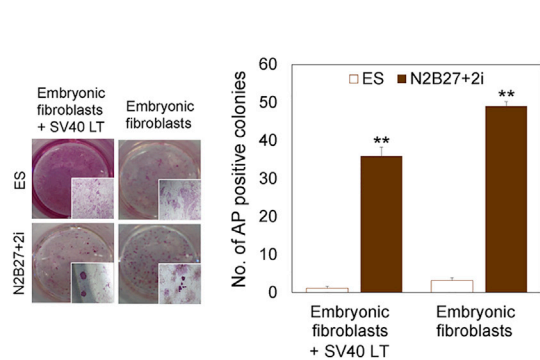 Embryonic
fibroblasts
+ SV40 LT
Embryonic
fibroblasts
ES
N2B27+2i
No. of AP positive colonies
60
50
40
30
20
10
0
ES
N2B27+2i
**
**
Embryonic
fibroblasts
+ SV40 LT
Embryonic
fibroblasts